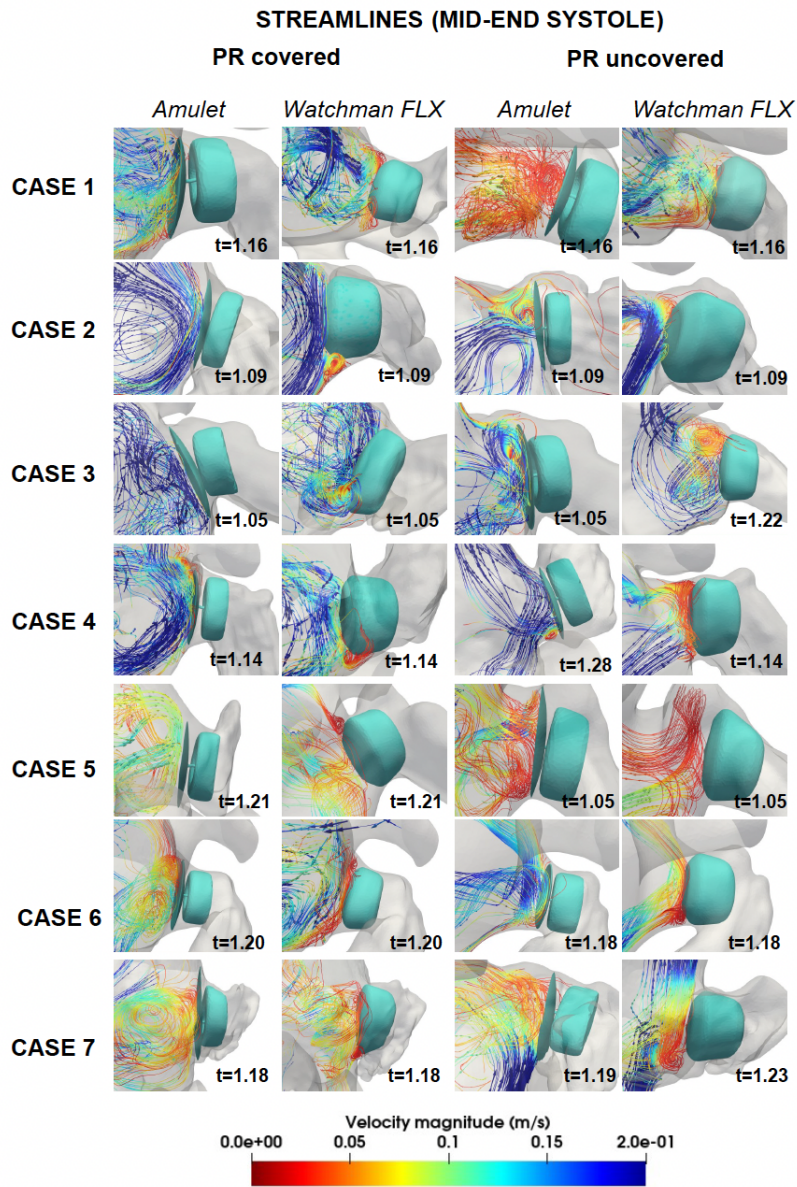 STREAMLINES (MID-END SYSTOLE)
PR covered PR uncovered
Amulet Watchman FLX Amulet Watchman FLX
CASE 1
t=1.16 t=1.16 t=1.16 t=1.16
CASE 2
t=1.09 t=1.09 t=1.09 t=1.09
CASE 3
t=1.05 t=1.05 t=1.05 t=1.22
CASE 4
t=1.14 t=1.14 t=1.28 t=1.14
CASE 5
t=1.21 t=1.21 t=1.05 t=1.05
CASE 6
t=1.20 t=1.20 t=1.18 t=1.18
CASE 7
t=1.18 t=1.18 t=1.19 t=1.23
Velocity magnitude (m/s)
0.0e+00 0.05 0.1 0.15 2.0e-01